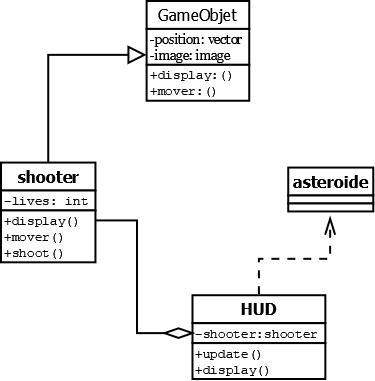 GameObjet
-position: vector
-image: image
+display:()
+mover:()
shooter
-lives: int
+display()
+mover()
+shoot()
asteroide
HUD
-shooter:shooter
+update()
+display()